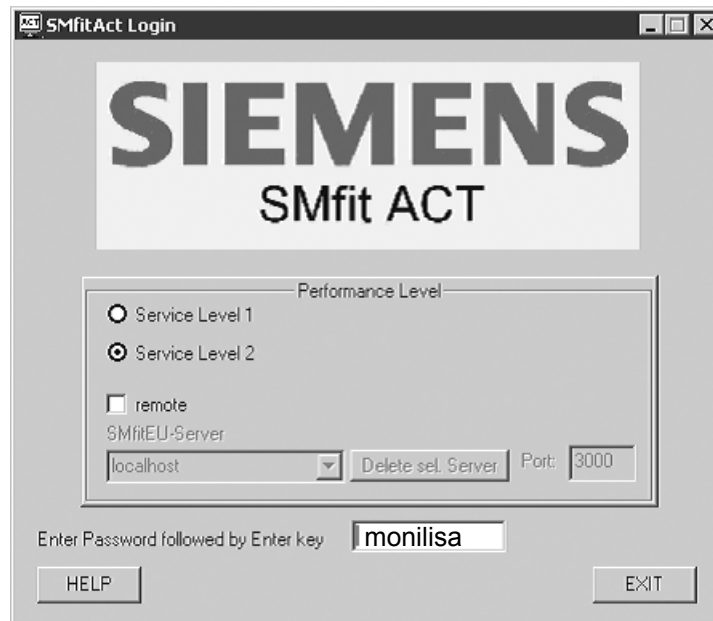 ACT SMfitAct Login
SIEMENS
SMfit ACT
Performance Level
Service Level 1
Service Level 2
remote
SMfitEU-Server
localhost Delete sel. Server Port: 3000
Enter Password followed by Enter key monilisa
HELP EXIT